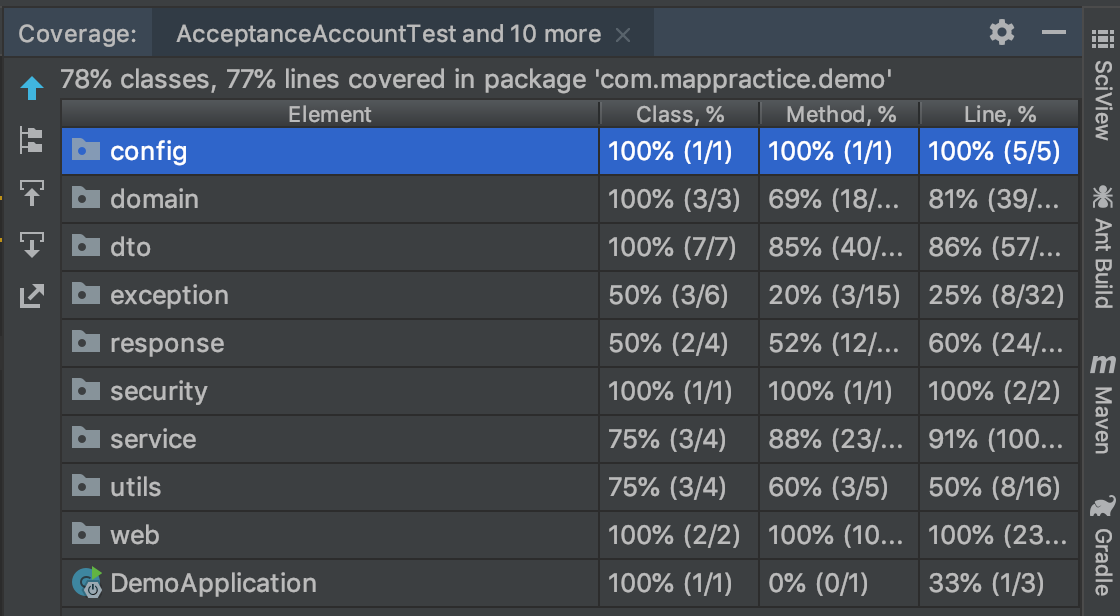 Coverage: AcceptanceAccountTest and 10 more
78% classes, 77% lines covered in package 'com.mappractice.demo'
Element Class, % Method, % Line, %
config 100% (1/1) 100% (1/1) 100% (5/5)
domain 100% (3/3) 69% (18/... 81% (39/...
dto 100% (7/7) 85% (40/... 86% (57/...
exception 50% (3/6) 20% (3/15) 25% (8/32)
response 50% (2/4) 52% (12/... 60% (24/...
security 100% (1/1) 100% (1/1) 100% (2/2)
service 75% (3/4) 88% (23/... 91% (100...
utils 75% (3/4) 60% (3/5) 50% (8/16)
web 100% (2/2) 100% (10... 100% (23...
DemoApplication 100% (1/1) 0% (0/1) 33% (1/3)
SciView
Ant Build
m Maven
Gradle